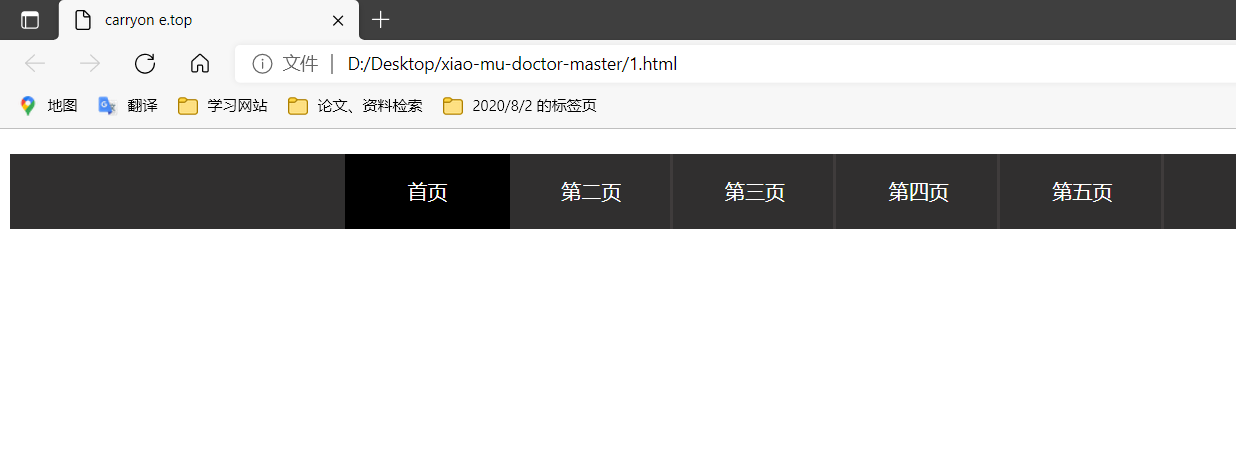 carryon e.top
文件 | D:/Desktop/xiao-mu-doctor-master/1.html
地图 翻译 学习网站 论文、资料检索 2020/8/2 的标签页
首页 第二页 第三页 第四页 第五页